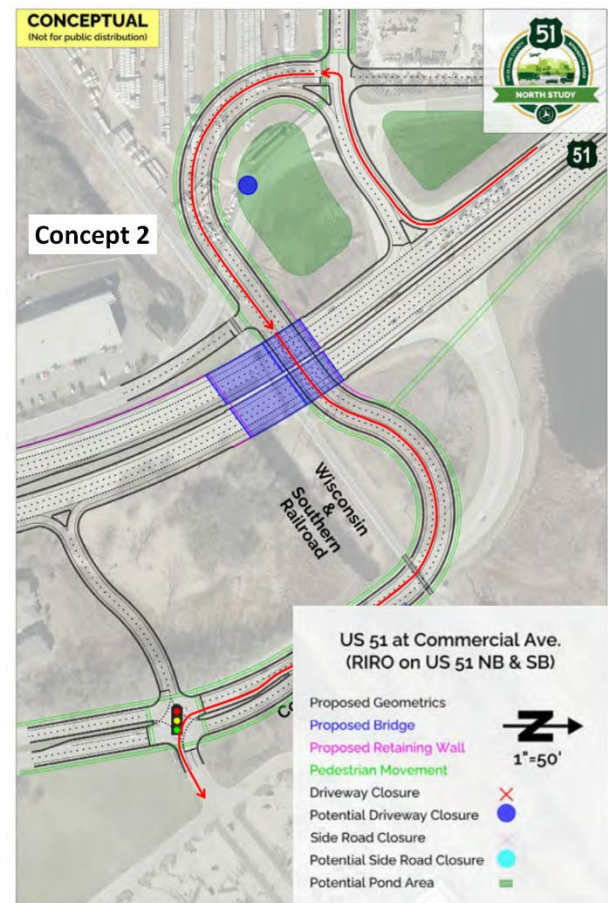 CONCEPTUAL
(Not for public distribution)
51
NORTH STUDY
51
Concept 2
Wisconsin
&
Southern
Railroad
Co
US 51 at Commercial Ave.
(RIRO on US 51 NB & SB)
Proposed Geometrics
Proposed Bridge
Proposed Retaining Wall
Pedestrian Movement
Driveway Closure
Potential Driveway Closure
Side Road Closure
Potential Side Road Closure
Potential Pond Area
N
1"=50'